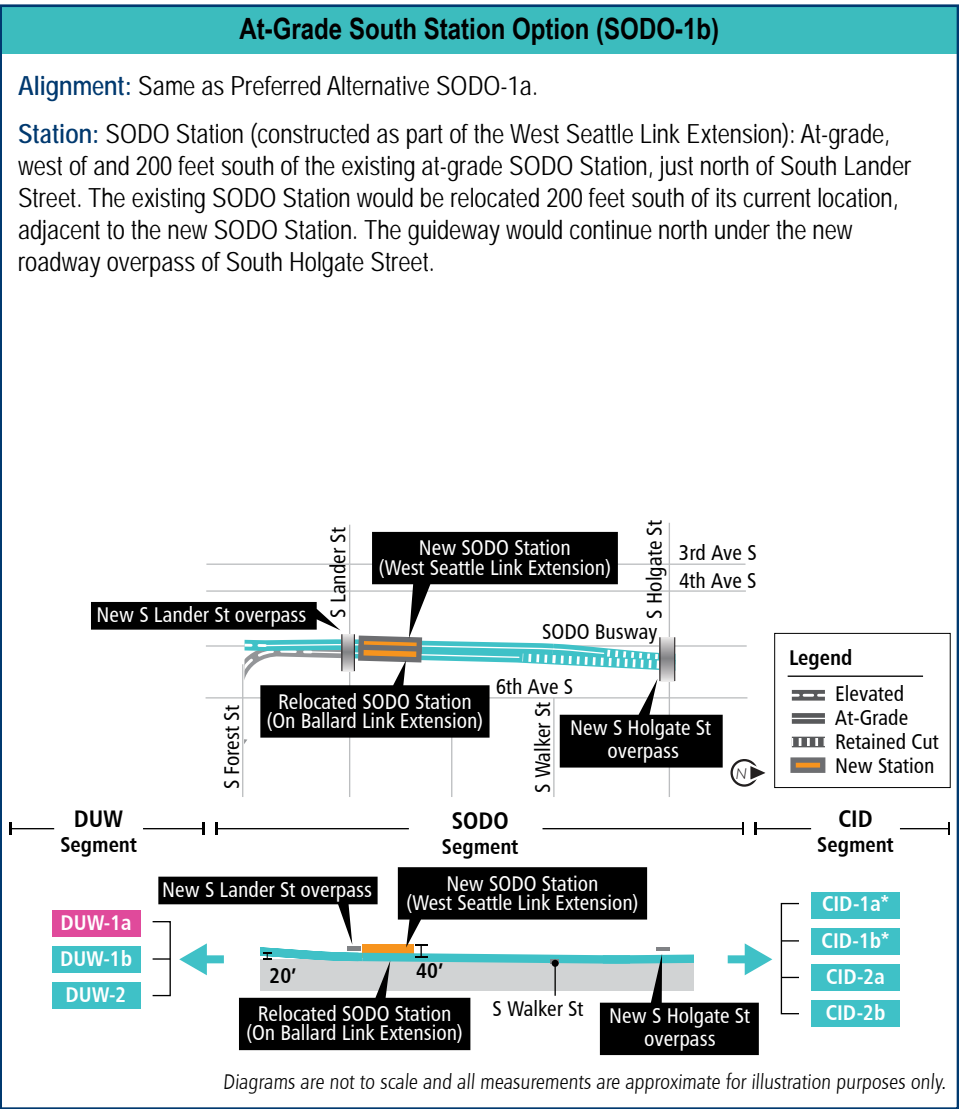 At-Grade South Station Option (SODO-1b)
Alignment: Same as Preferred Alternative SODO-1a.
Station: SODO Station (constructed as part of the West Seattle Link Extension): At-grade,
west of and 200 feet south of the existing at-grade SODO Station, just north of South Lander
Street. The existing SODO Station would be relocated 200 feet south of its current location,
adjacent to the new SODO Station. The guideway would continue north under the new
roadway overpass of South Holgate Street.
S Lander St
New SODO Station
(West Seattle Link Extension)
S Holgate St
3rd Ave S
4th Ave S
New S Lander St overpass
SODO Busway
6th Ave S
Relocated SODO Station
(On Ballard Link Extension)
S Forest St
S Walker St
New S Holgate St
overpass
N
Legend
Elevated
At-Grade
Retained Cut
New Station
DUW
Segment
SODO
Segment
CID
Segment
New S Lander St overpass
New SODO Station
(West Seattle Link Extension)
DUW-1a
DUW-1b
DUW-2
20’
40’
Relocated SODO Station
(On Ballard Link Extension)
S Walker St
New S Holgate St
overpass
CID-1a*
CID-1b*
CID-2a
CID-2b
Diagrams are not to scale and all measurements are approximate for illustration purposes only.